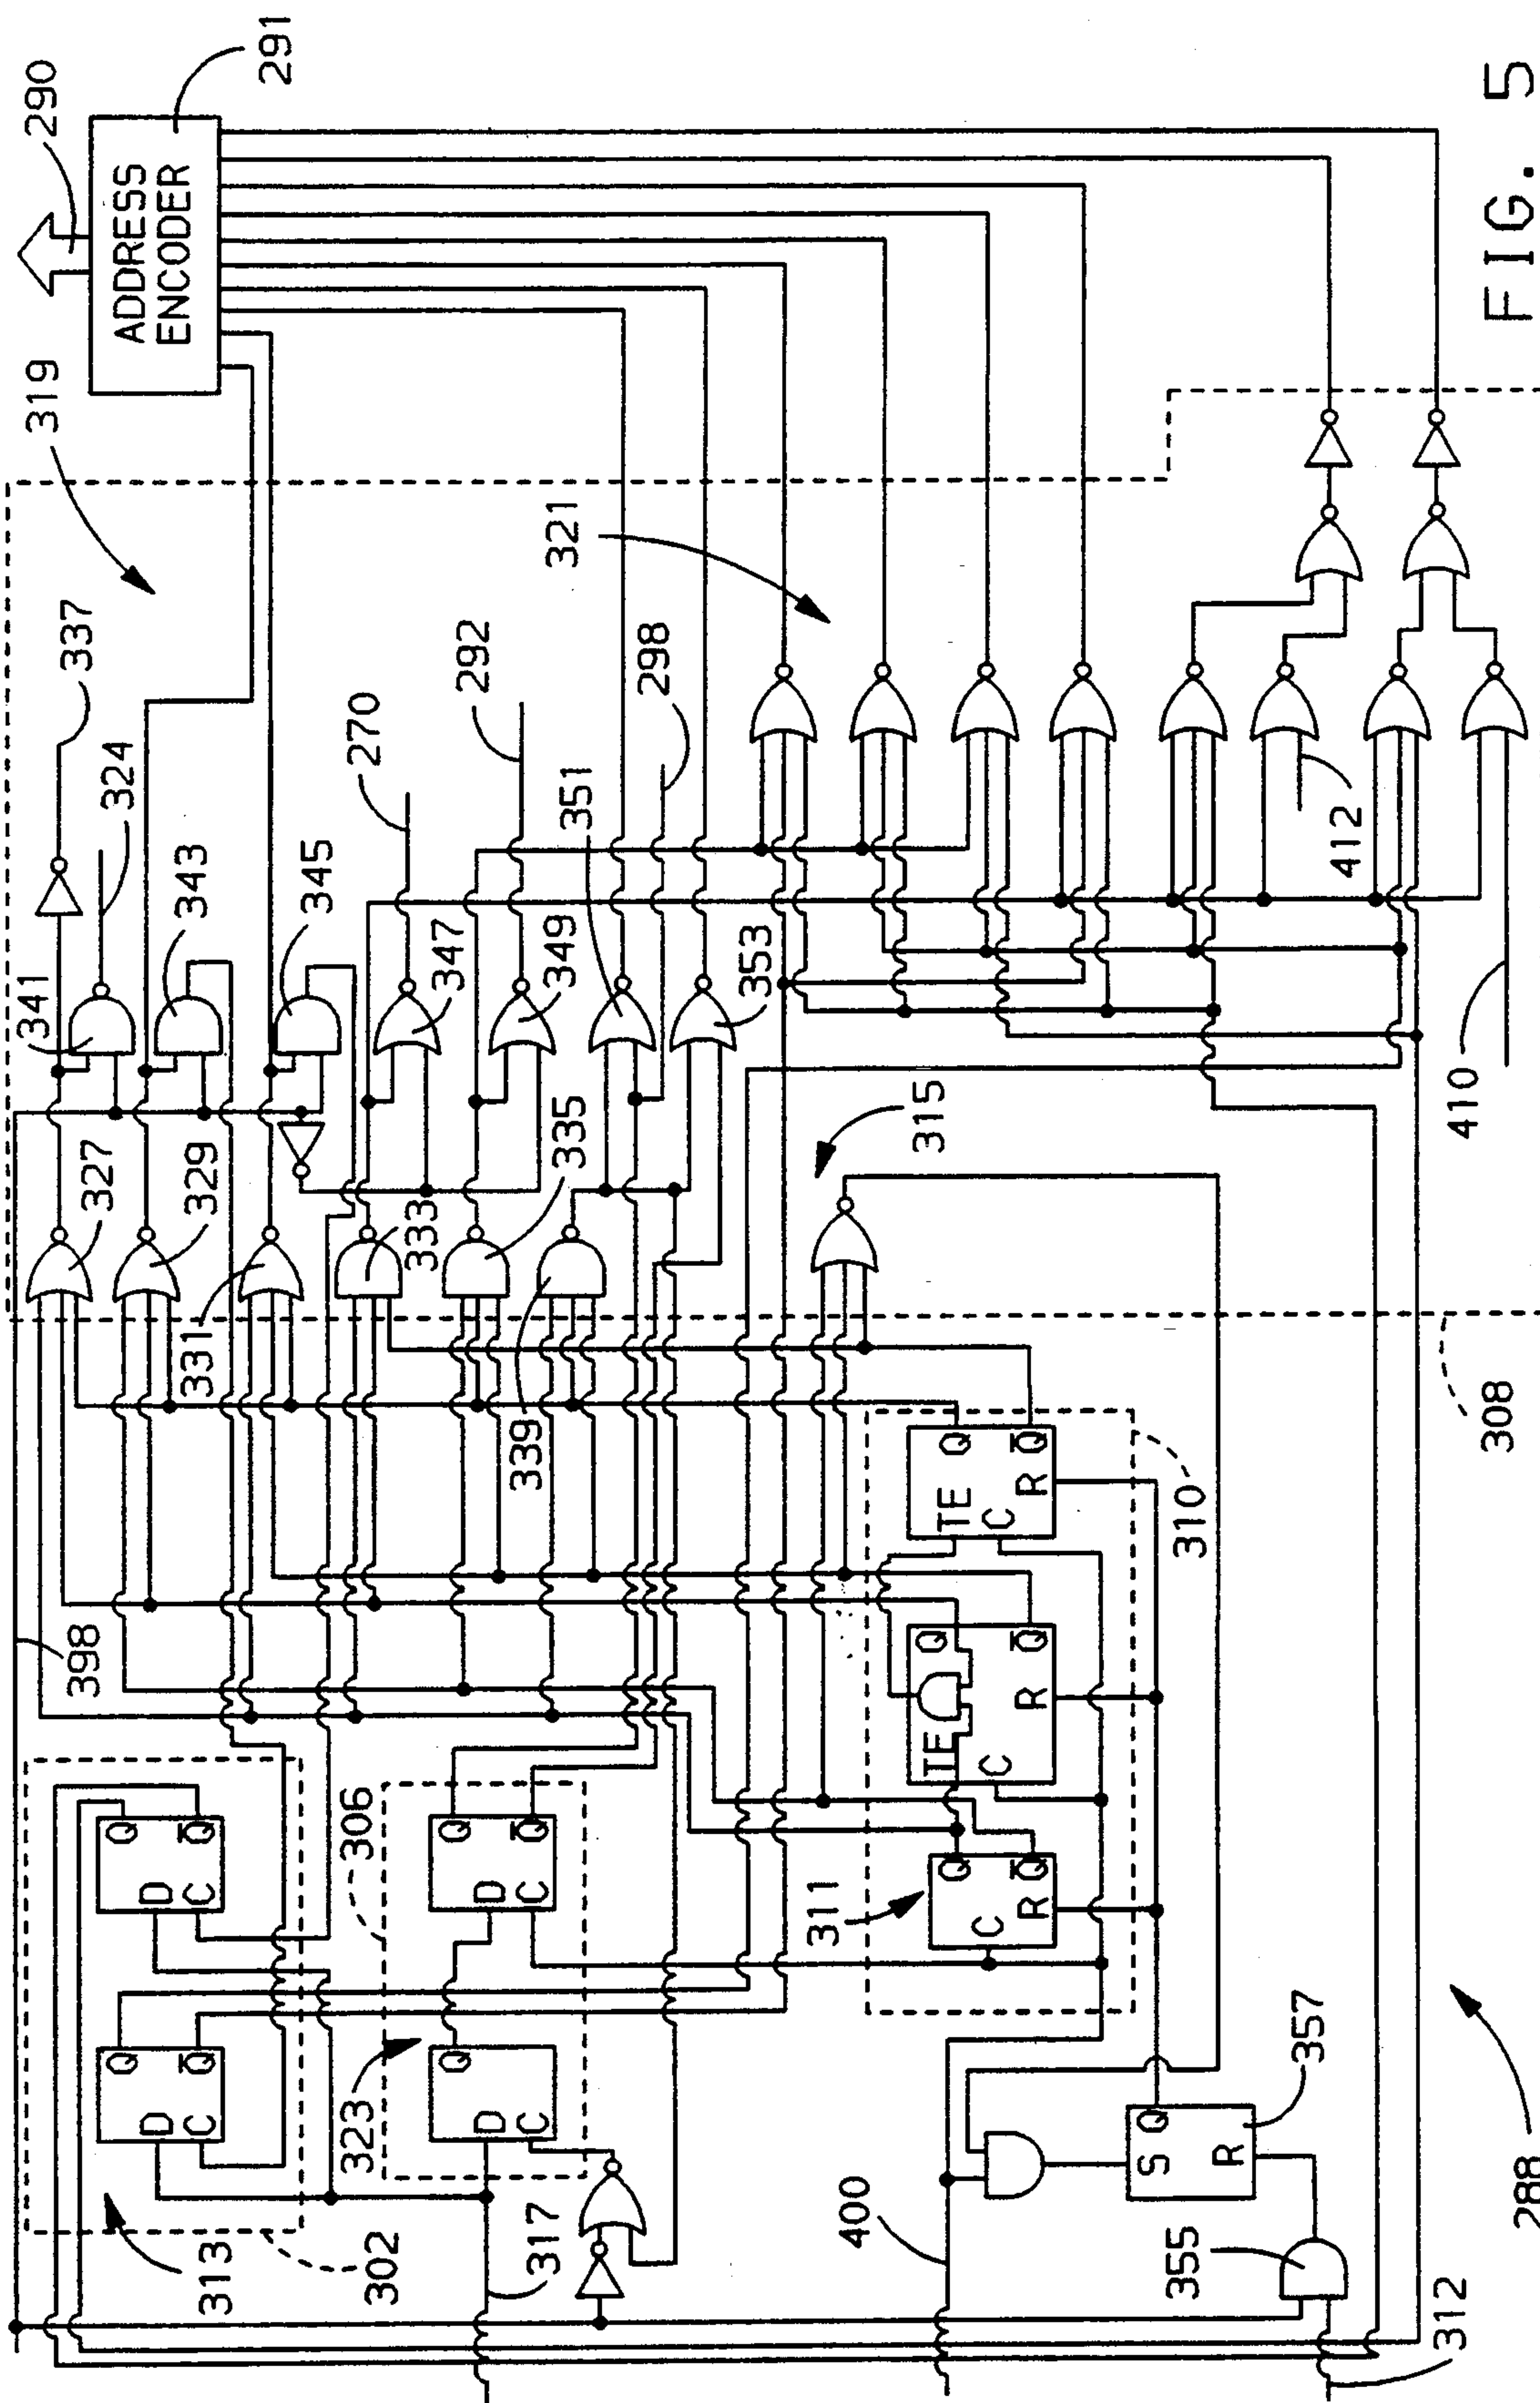 290
291
ADDRESS
ENCODER
319
337
324
341
343
345
327
329
331
398
302
313
270
292
351
298
347
349
353
333
335
339
321
306
323
317
Q
Q
D
C
Q
Q
D
C
Q
Q
D
C
Q
D
C
315
311
310
Q
Q
C
R
Q
Q
TE
C
R
Q
Q
TE
C
R
400
S
Q
R
357
355
312
288
308
410
412
FIG. 5